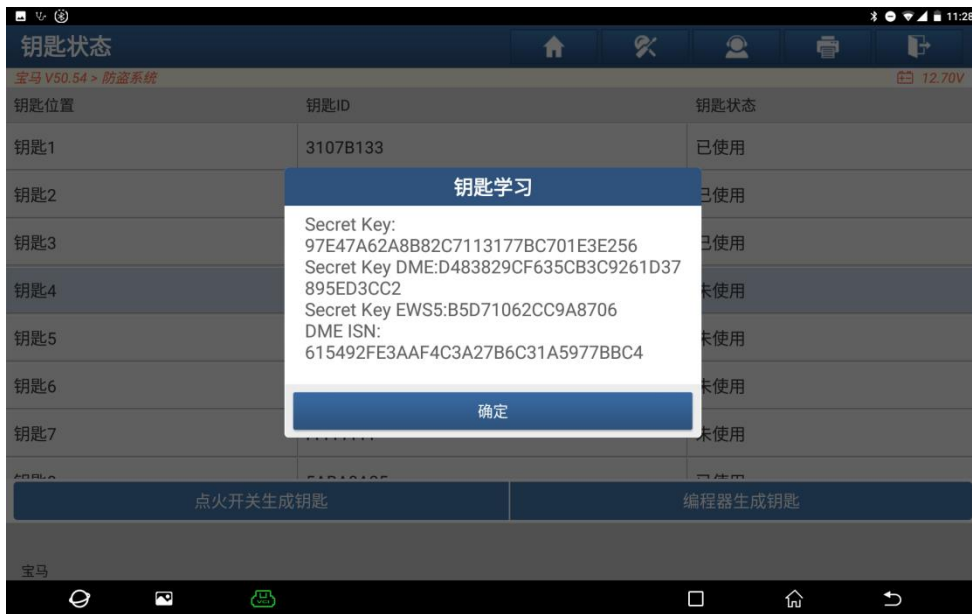 11:28
钥匙状态
宝马 V50.54 > 防盗系统 12.70V
钥匙位置 钥匙ID 钥匙状态
钥匙1 3107B133 已使用
钥匙2 已使用
钥匙3 已使用
钥匙4 未使用
钥匙5 未使用
钥匙6 未使用
钥匙7 未使用
钥匙学习
Secret Key:
97E47A62A8B82C7113177BC701E3E256
Secret Key DME:D483829CF635CB3C9261D37
895ED3CC2
Secret Key EWS5:B5D71062CC9A8706
DME ISN:
615492FE3AAF4C3A27B6C31A5977BBC4
确定
点火开关生成钥匙 编程器生成钥匙
宝马